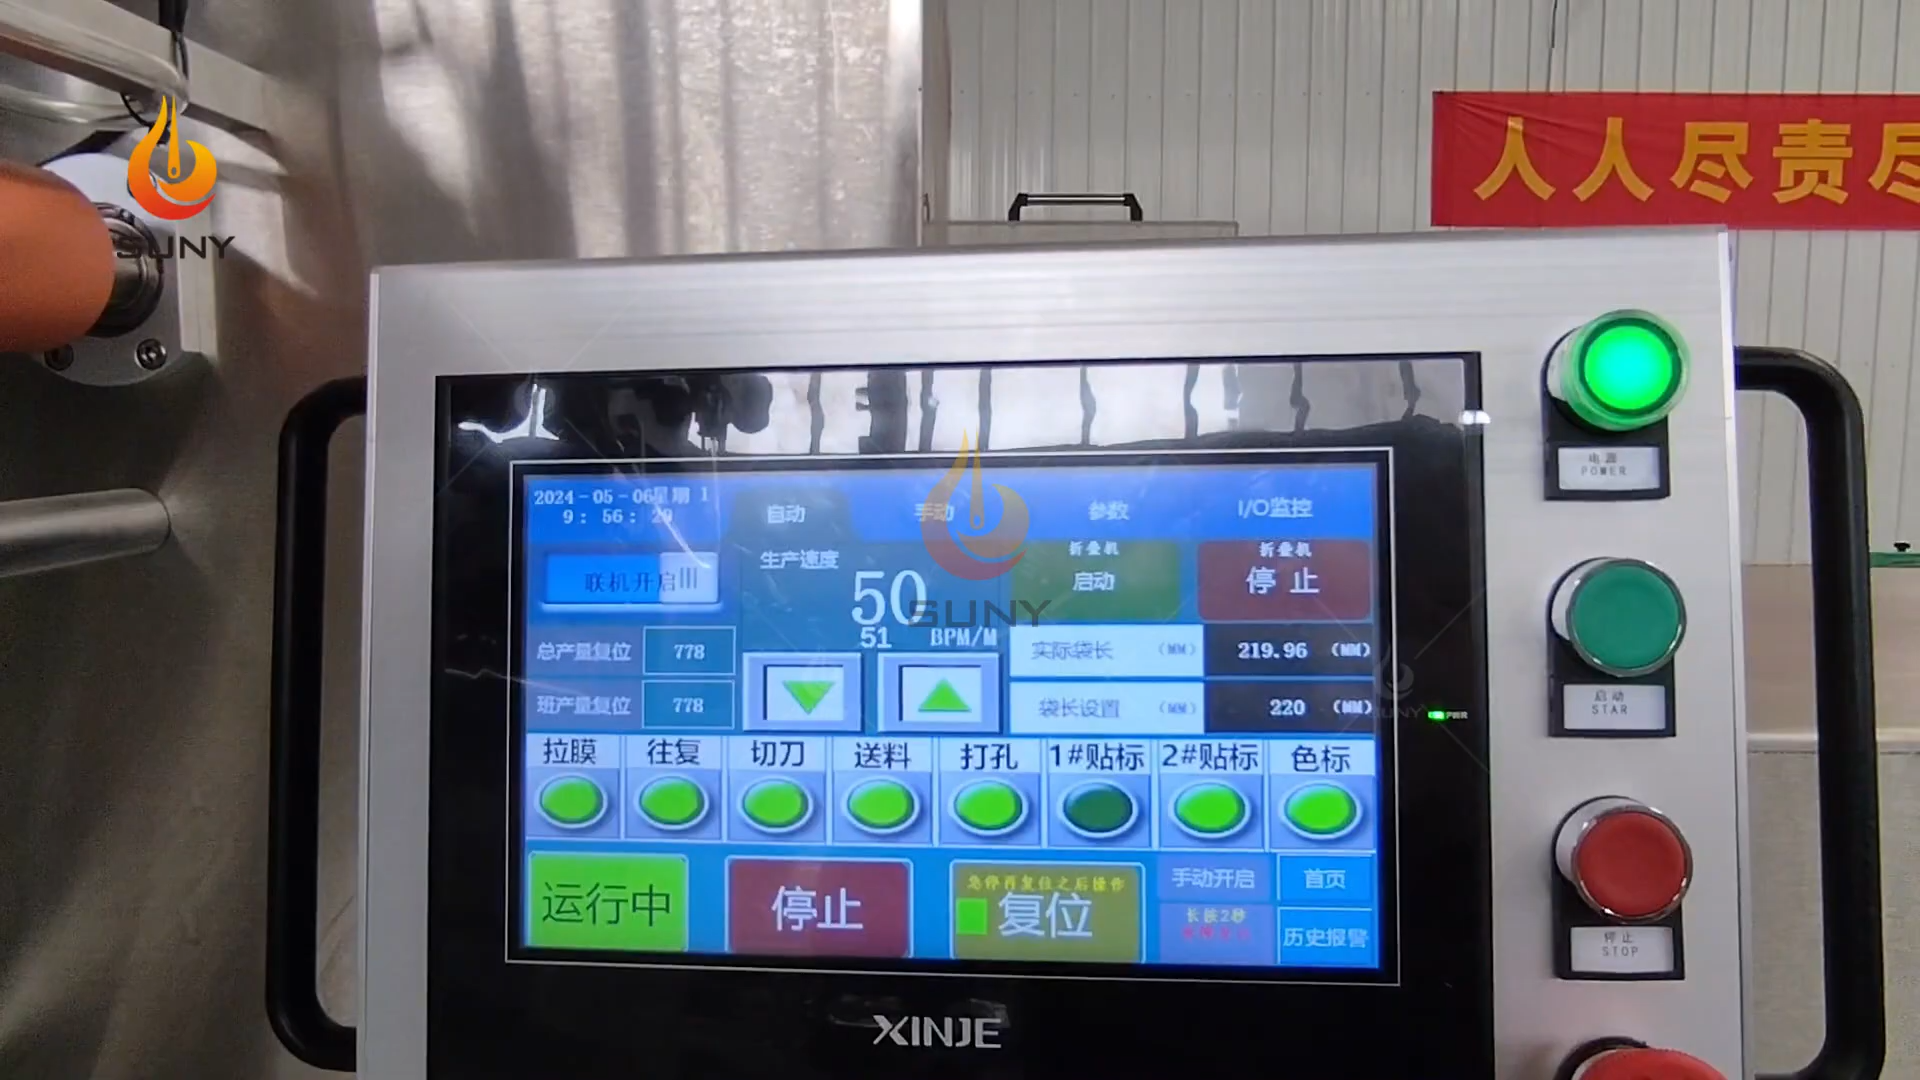 SUNY
人人尽责尽
2024-05-06星期 1
9: 56: 29
自动
手动
参数
I/O监控
联机开启III
生产速度
50
51
BPM/M
折叠机
启动
折叠机
停止
总产量复位 778
班产量复位 778
实际袋长 (MM) 219.96 (MM)
袋长设置 (MM) 220 (MM)
拉膜 往复 切刀 送料 打孔 1#贴标 2#贴标 色标
运行中
停止
急停再复位之后操作
复位
手动开启
首页
长按2秒
历史报警
XINJE
电源
POWER
启动
STAR
停止
STOP
SUNY
SUNY